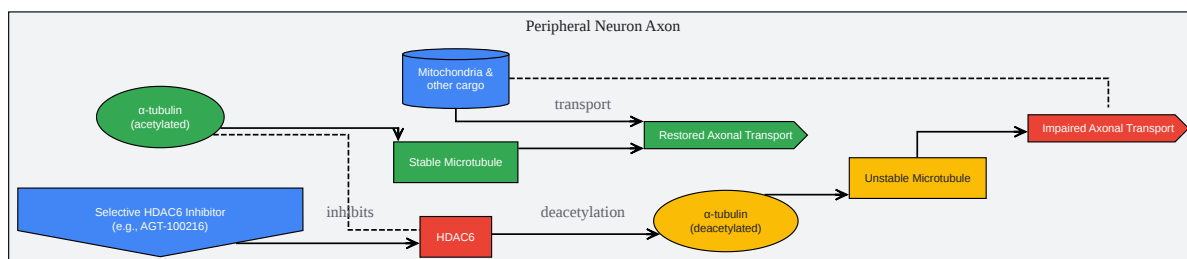 Peripheral Neuron Axon
Mitochondria &
other cargo
α-tubulin
(acetylated)
transport
Restored Axonal Transport
Impaired Axonal Transport
Stable Microtubule
Unstable Microtubule
Selective HDAC6 Inhibitor
(e.g., AGT-100216)
inhibits
HDAC6
deacetylation
α-tubulin
(deacetylated)